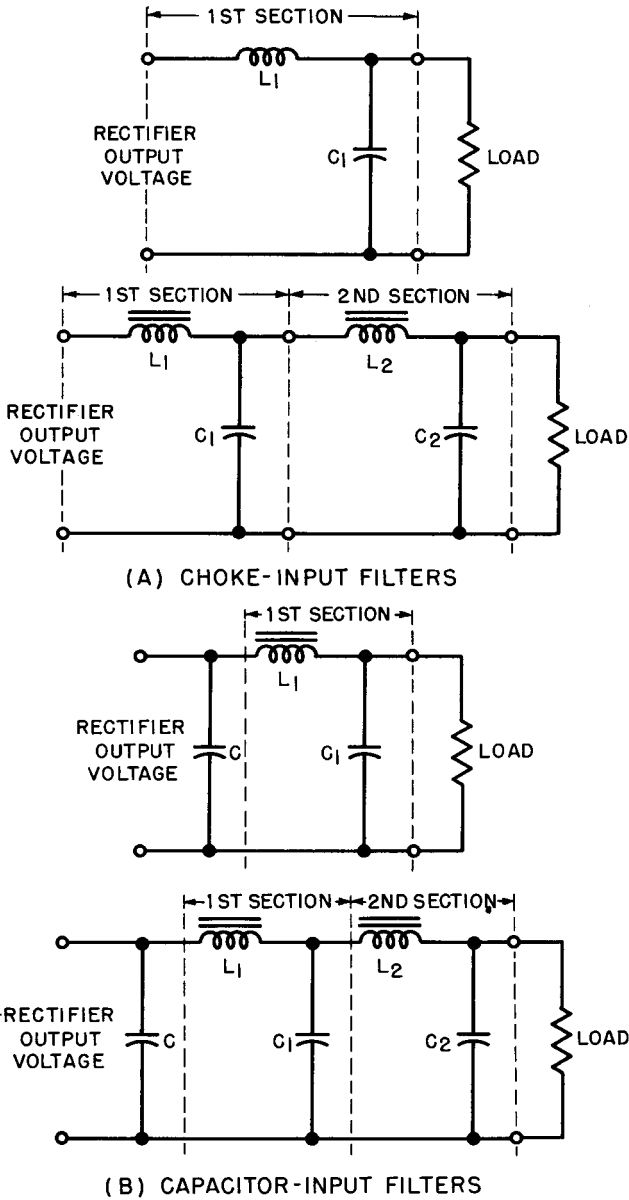 1ST SECTION
L1
RECTIFIER
OUTPUT
VOLTAGE
C1
LOAD
1ST SECTION
2ND SECTION
L1
L2
RECTIFIER
OUTPUT
VOLTAGE
C1
C2
LOAD
(A) CHOKE-INPUT FILTERS
1ST SECTION
L1
RECTIFIER
OUTPUT
VOLTAGE
C
C1
LOAD
1ST SECTION
2ND SECTION
L1
L2
RECTIFIER
OUTPUT
VOLTAGE
C
C1
C2
LOAD
(B) CAPACITOR-INPUT FILTERS